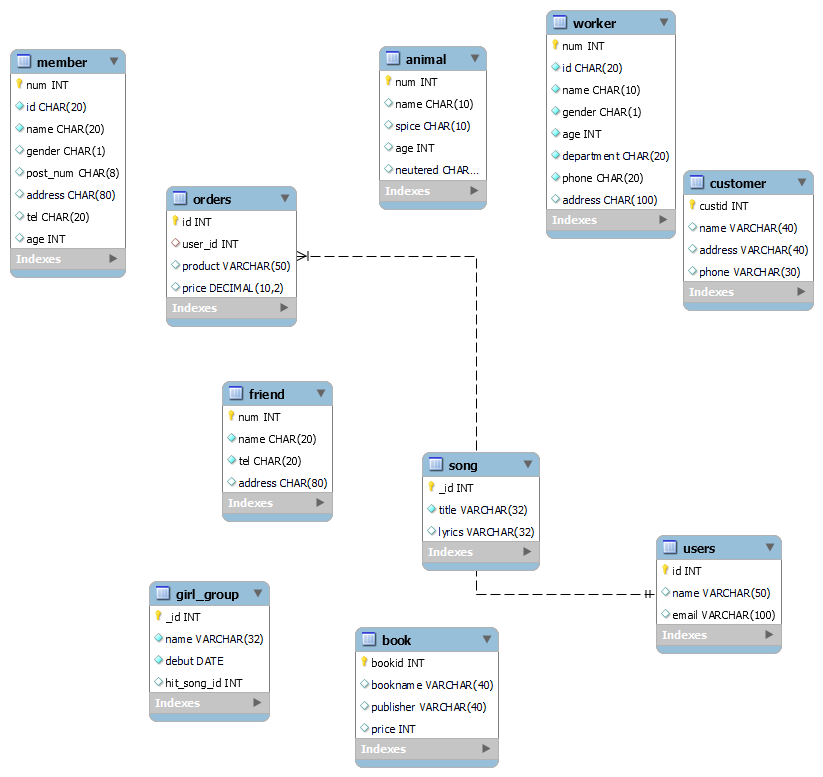 member
num INT
id CHAR(20)
name CHAR(20)
gender CHAR(1)
post_num CHAR(8)
address CHAR(80)
tel CHAR(20)
age INT
Indexes
orders
id INT
user_id INT
product VARCHAR(50)
price DECIMAL(10,2)
Indexes
animal
num INT
name CHAR(10)
spice CHAR(10)
age INT
neutered CHAR...
Indexes
worker
num INT
id CHAR(20)
name CHAR(10)
gender CHAR(1)
age INT
department CHAR(20)
phone CHAR(20)
address CHAR(100)
Indexes
customer
custid INT
name VARCHAR(40)
address VARCHAR(40)
phone VARCHAR(30)
Indexes
friend
num INT
name CHAR(20)
tel CHAR(20)
address CHAR(80)
Indexes
song
_id INT
title VARCHAR(32)
lyrics VARCHAR(32)
Indexes
users
id INT
name VARCHAR(50)
email VARCHAR(100)
Indexes
girl_group
_id INT
name VARCHAR(32)
debut DATE
hit_song_id INT
Indexes
book
bookid INT
bookname VARCHAR(40)
publisher VARCHAR(40)
price INT
Indexes